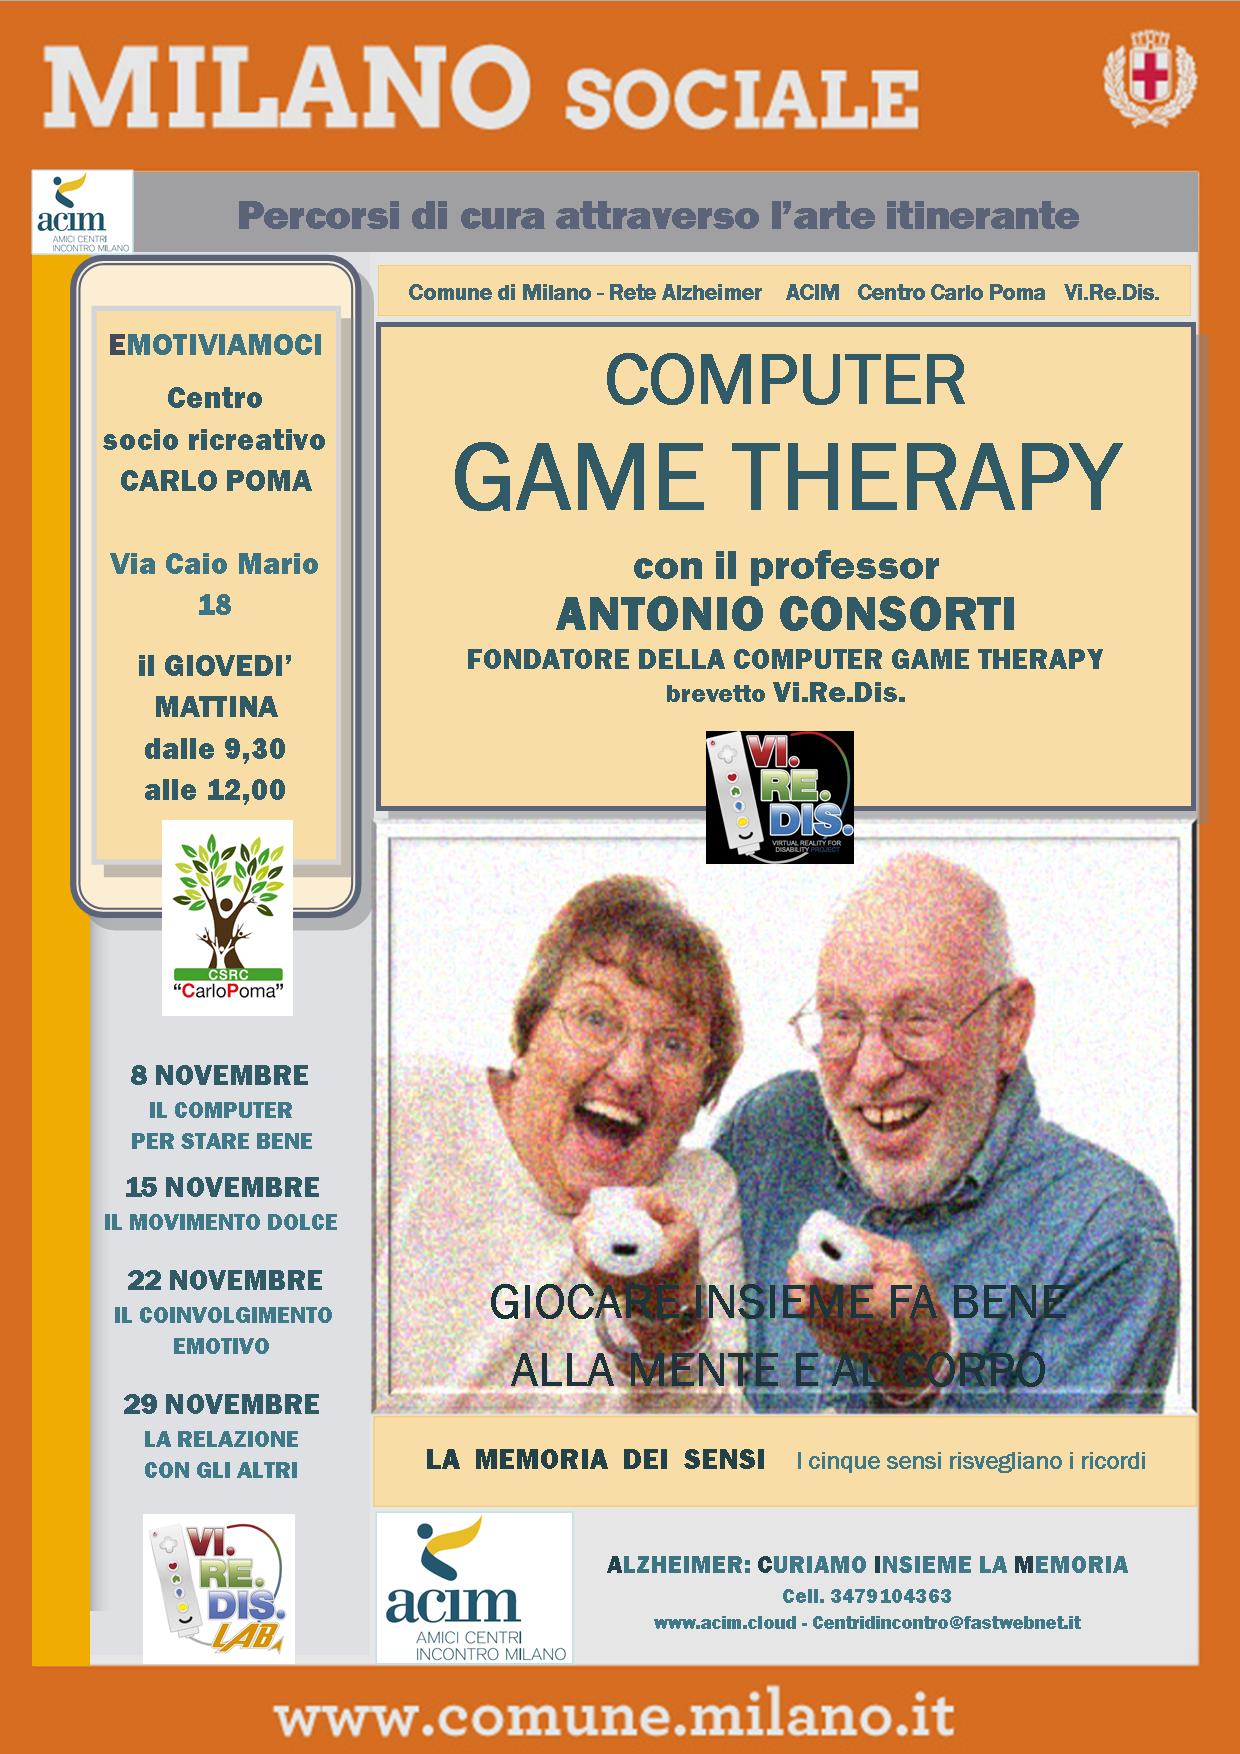 MILANO SOCIALE
acim
AMICI CENTRI
INCONTRO MILANO
Percorsi di cura attraverso l'arte itinerante
EMOTIVIAMOCI
Centro
socio ricreativo
CARLO POMA
Via Caio Mario
18
il GIOVEDI'
MATTINA
dalle 9,30
alle 12,00
CSRC
"CarloPoma"
8 NOVEMBRE
IL COMPUTER
PER STARE BENE
15 NOVEMBRE
IL MOVIMENTO DOLCE
22 NOVEMBRE
IL COINVOLGIMENTO
EMOTIVO
29 NOVEMBRE
LA RELAZIONE
CON GLI ALTRI
VI.
RE.
DIS.
LAB
Comune di Milano - Rete Alzheimer ACIM Centro Carlo Poma Vi.Re.Dis.
COMPUTER
GAME THERAPY
con il professor
ANTONIO CONSORTI
FONDATORE DELLA COMPUTER GAME THERAPY
brevetto Vi.Re.Dis.
VI.
RE.
DIS.
VIRTUAL REALITY FOR
DISABILITY PROJECT
GIOCARE INSIEME FA BENE
ALLA MENTE E AL CORPO
LA MEMORIA DEI SENSI I cinque sensi risvegliano i ricordi
acim
AMICI CENTRI
INCONTRO MILANO
ALZHEIMER: CURIAMO INSIEME LA MEMORIA
Cell. 3479104363
www.acim.cloud - Centridincontro@fastwebnet.it
www.comune.milano.it